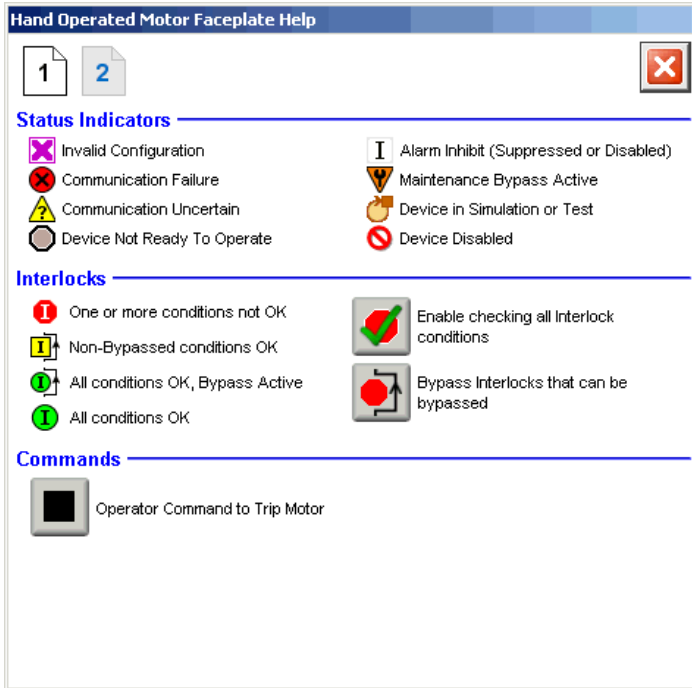 Hand Operated Motor Faceplate Help
1
2
Status Indicators
Invalid Configuration
Communication Failure
? Communication Uncertain
Device Not Ready To Operate
I Alarm Inhibit (Suppressed or Disabled)
Maintenance Bypass Active
Device in Simulation or Test
Device Disabled
Interlocks
I One or more conditions not OK
I Non-Bypassed conditions OK
I All conditions OK, Bypass Active
I All conditions OK
Enable checking all Interlock
conditions
Bypass Interlocks that can be
bypassed
Commands
Operator Command to Trip Motor